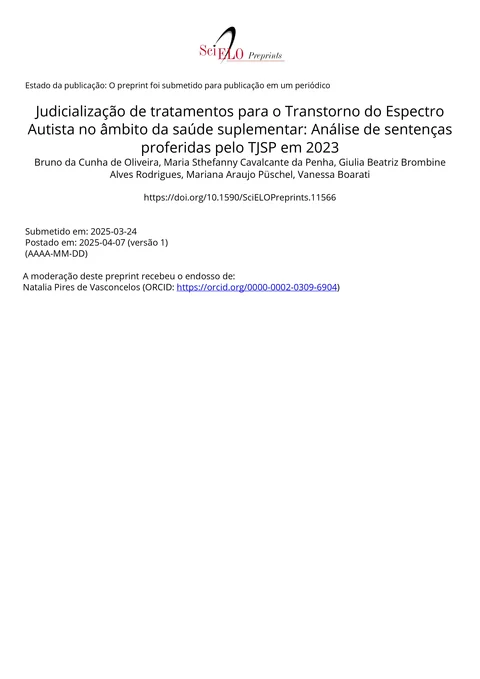 SciELO Preprints
Estado da publicação: O preprint foi submetido para publicação em um periódico
Judicialização de tratamentos para o Transtorno do Espectro
Autista no âmbito da saúde suplementar: Análise de sentenças
proferidas pelo TJSP em 2023
Bruno da Cunha de Oliveira, Maria Sthefanny Cavalcante da Penha, Giulia Beatriz Brombine
Alves Rodrigues, Mariana Araujo Püschel, Vanessa Boarati
https://doi.org/10.1590/SciELOPreprints.11566
Submetido em: 2025-03-24
Postado em: 2025-04-07 (versão 1)
(AAAA-MM-DD)
A moderação deste preprint recebeu o endosso de:
Natalia Pires de Vasconcelos (ORCID: https://orcid.org/0000-0002-0309-6904)